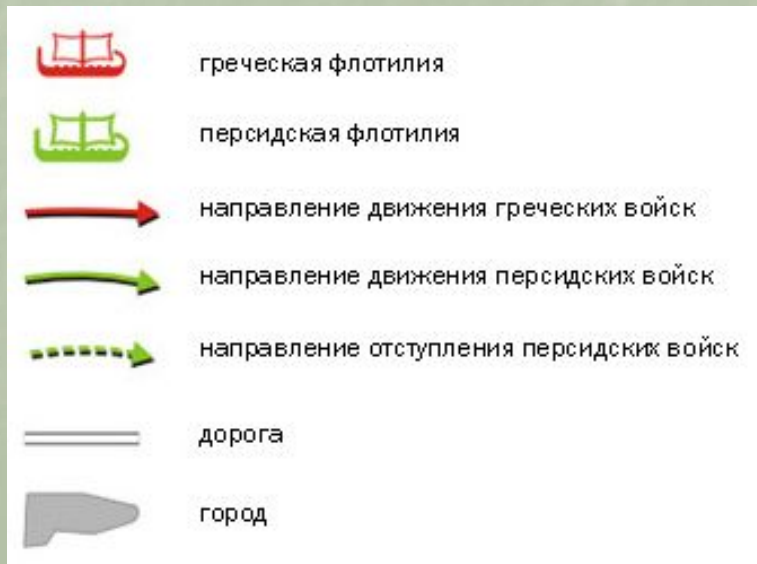 греческая флотилия
персидская флотилия
направление движения греческих войск
направление движения персидских войск
направление отступления персидских войск
дорога
город